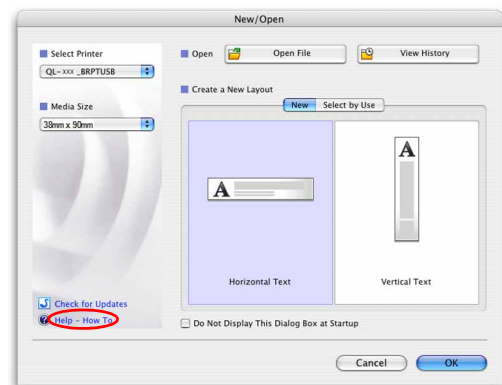 New/Open
Select Printer
QL-xxx _BRPTUSB
Media Size
38mm x 90mm
Check for Updates
Help - How To
Open
Open File
View History
Create a New Layout
New
Select by Use
A
Horizontal Text
A
Vertical Text
Do Not Display This Dialog Box at Startup
Cancel
OK